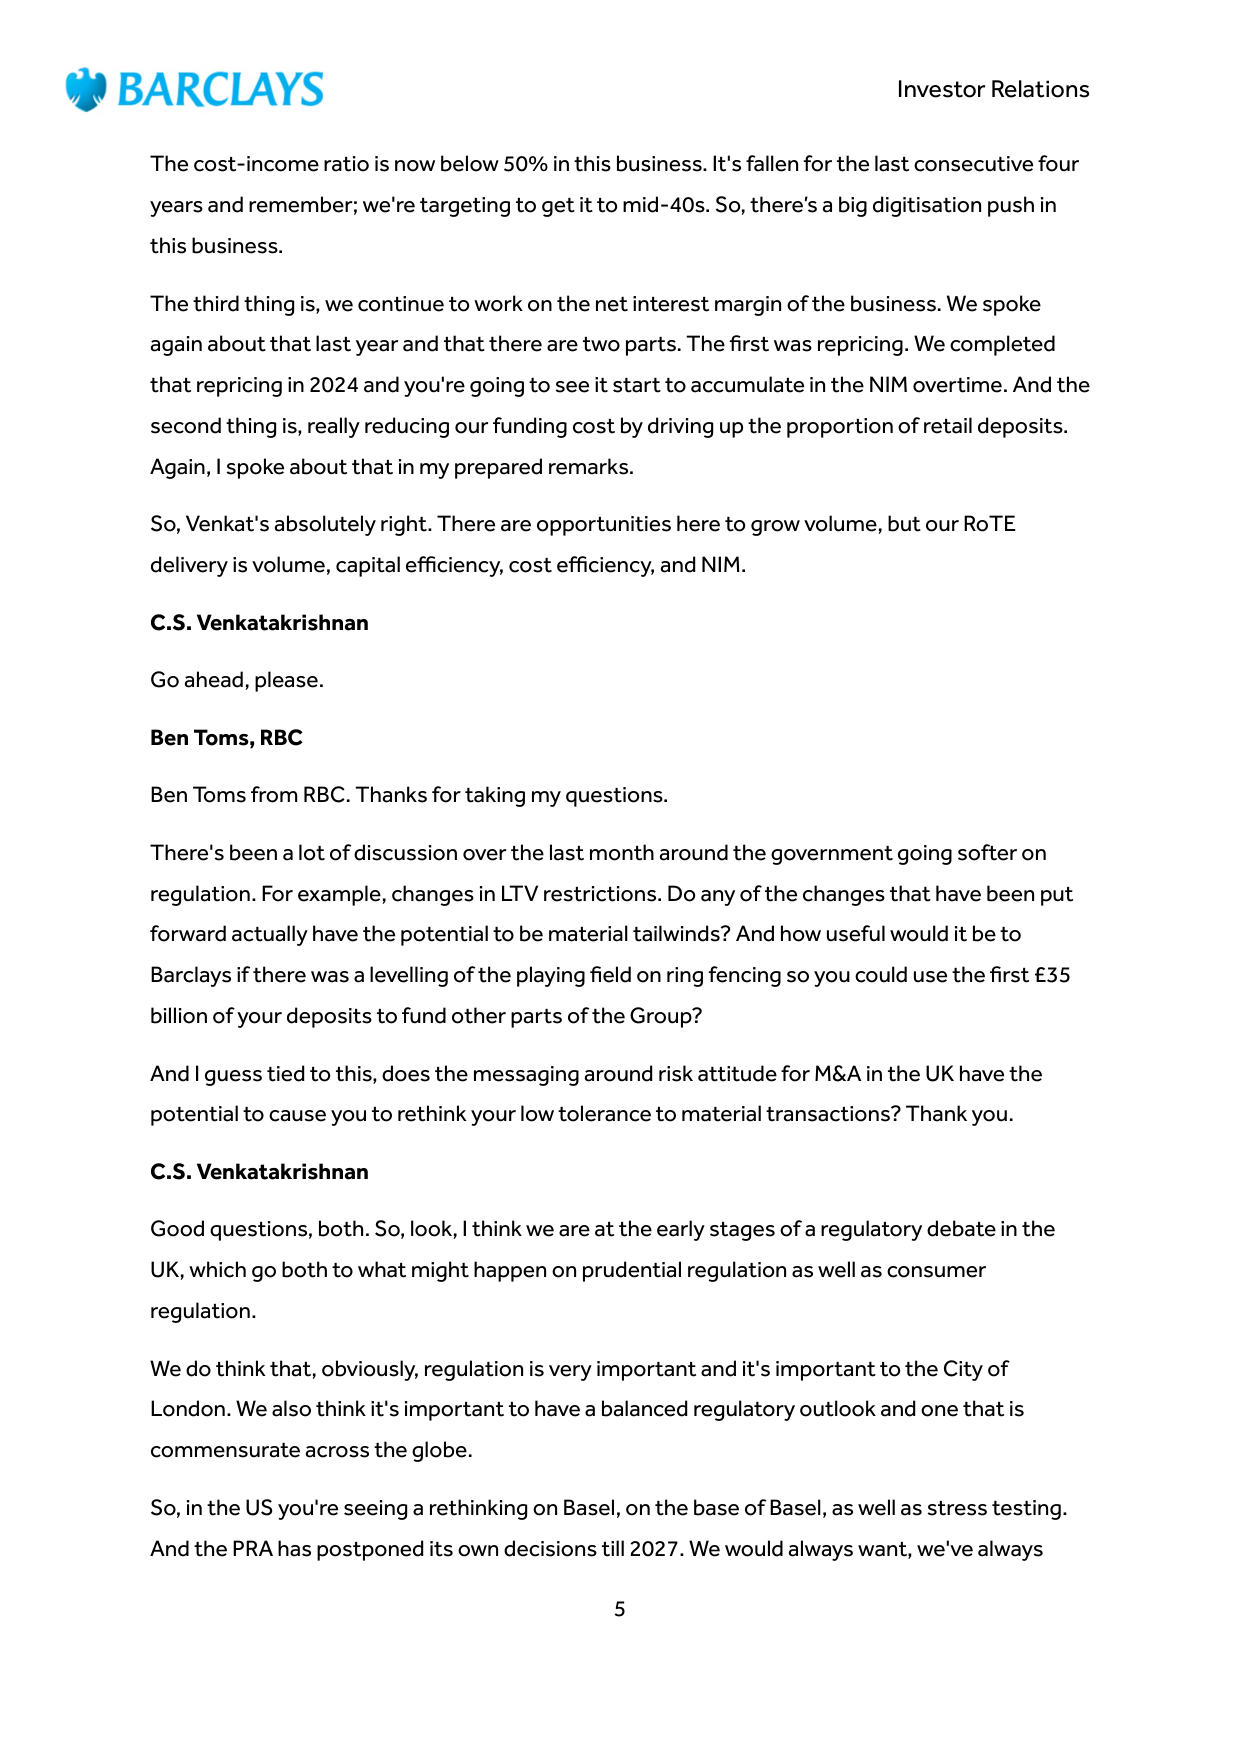 BARCLAYS
Investor Relations
The cost-income ratio is now below 50% in this business. It's fallen for the last consecutive four
years and remember; we're targeting to get it to mid-40s. So, there's a big digitisation push in
this business.
The third thing is, we continue to work on the net interest margin of the business. We spoke
again about that last year and that there are two parts. The first was repricing. We completed
that repricing in 2024 and you're going to see it start to accumulate in the NIM overtime. And the
second thing is, really reducing our funding cost by driving up the proportion of retail deposits.
Again, I spoke about that in my prepared remarks.
So, Venkat's absolutely right. There are opportunities here to grow volume, but our RoTE
delivery is volume, capital efficiency, cost efficiency, and NIM.
C.S. Venkatakrishnan
Go ahead, please.
Ben Toms, RBC
Ben Toms from RBC. Thanks for taking my questions.
There's been a lot of discussion over the last month around the government going softer on
regulation. For example, changes in LTV restrictions. Do any of the changes that have been put
forward actually have the potential to be material tailwinds? And how useful would it be to
Barclays if there was a levelling of the playing field on ring fencing so you could use the first £35
billion of your deposits to fund other parts of the Group?
And I guess tied to this, does the messaging around risk attitude for M&A in the UK have the
potential to cause you to rethink your low tolerance to material transactions? Thank you.
C.S. Venkatakrishnan
Good questions, both. So, look, I think we are at the early stages of a regulatory debate in the
UK, which go both to what might happen on prudential regulation as well as consumer
regulation.
We do think that, obviously, regulation is very important and it's important to the City of
London. We also think it's important to have a balanced regulatory outlook and one that is
commensurate across the globe.
So, in the US you're seeing a rethinking on Basel, on the base of Basel, as well as stress testing.
And the PRA has postponed its own decisions till 2027. We would always want, we've always
5